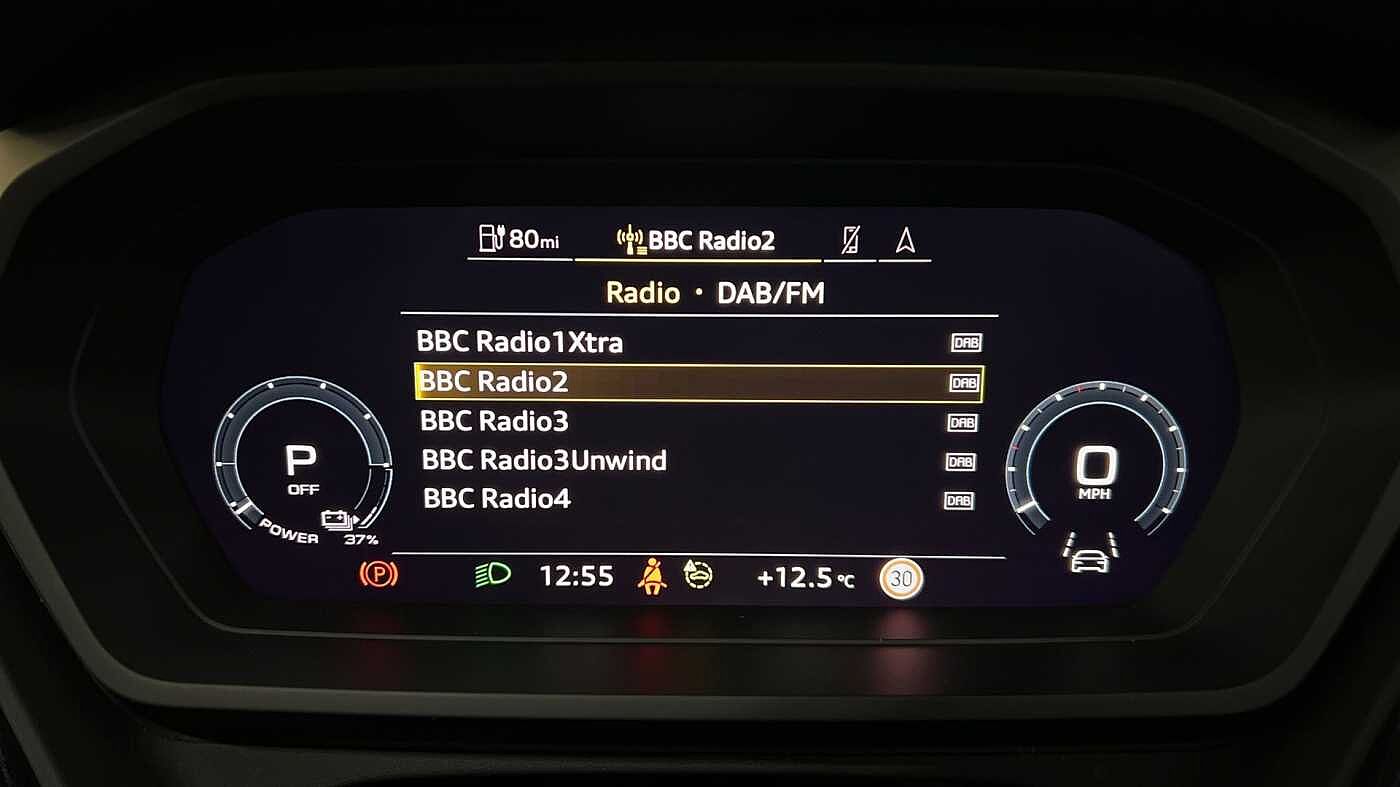 80mi BBC Radio2
Radio • DAB/FM
BBC Radio1Xtra DAB
BBC Radio2 DAB
BBC Radio3 DAB
BBC Radio3Unwind DAB
BBC Radio4 DAB
P
OFF
POWER 37%
0
MPH
P 12:55 +12.5°C 30